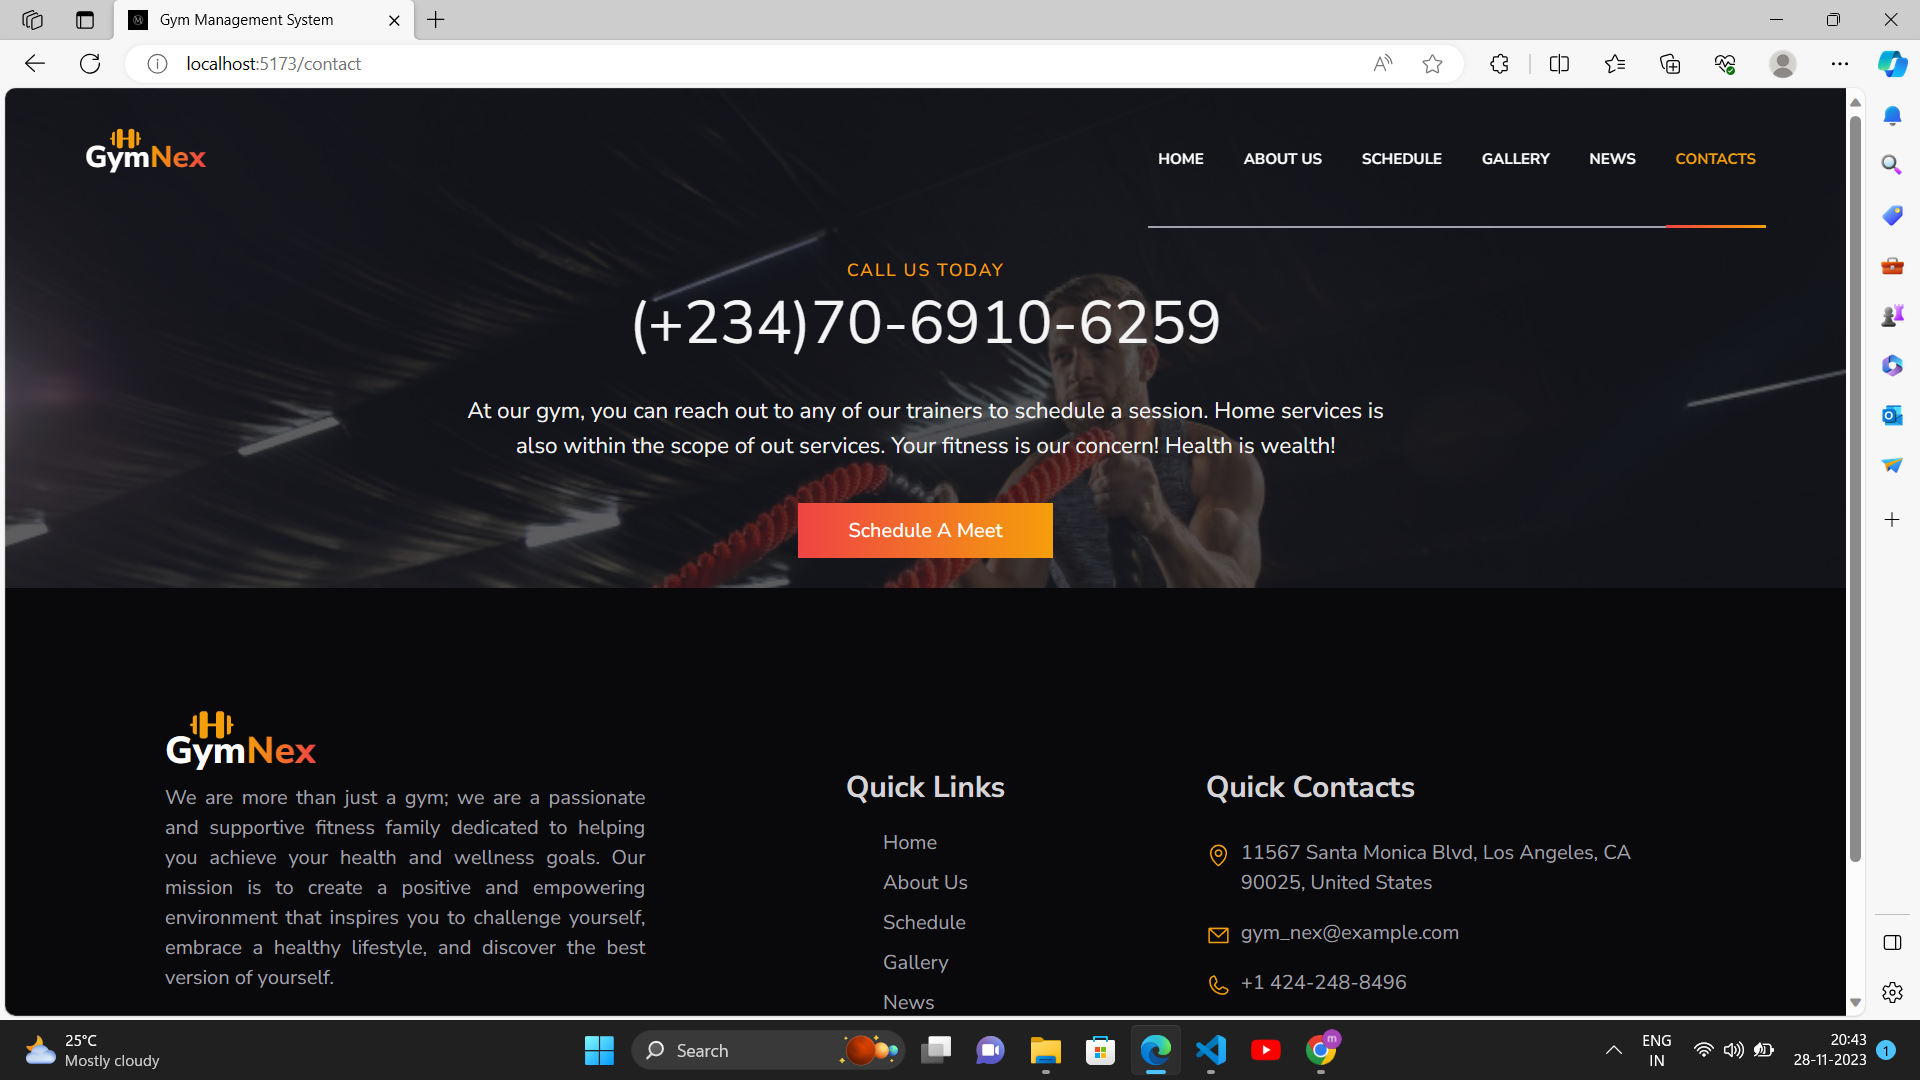 Gym Management System
localhost:5173/contact
GymNex
HOME ABOUT US SCHEDULE GALLERY NEWS CONTACTS
CALL US TODAY
(+234)70-6910-6259
At our gym, you can reach out to any of our trainers to schedule a session. Home services is
also within the scope of out services. Your fitness is our concern! Health is wealth!
Schedule A Meet
GymNex
We are more than just a gym; we are a passionate
and supportive fitness family dedicated to helping
you achieve your health and wellness goals. Our
mission is to create a positive and empowering
environment that inspires you to challenge yourself,
embrace a healthy lifestyle, and discover the best
version of yourself.
Quick Links
Home
About Us
Schedule
Gallery
News
Quick Contacts
11567 Santa Monica Blvd, Los Angeles, CA
90025, United States
gym_nex@example.com
+1 424-248-8496
25°C
Mostly cloudy
Search
m
ENG
IN
20:43
28-11-2023
1